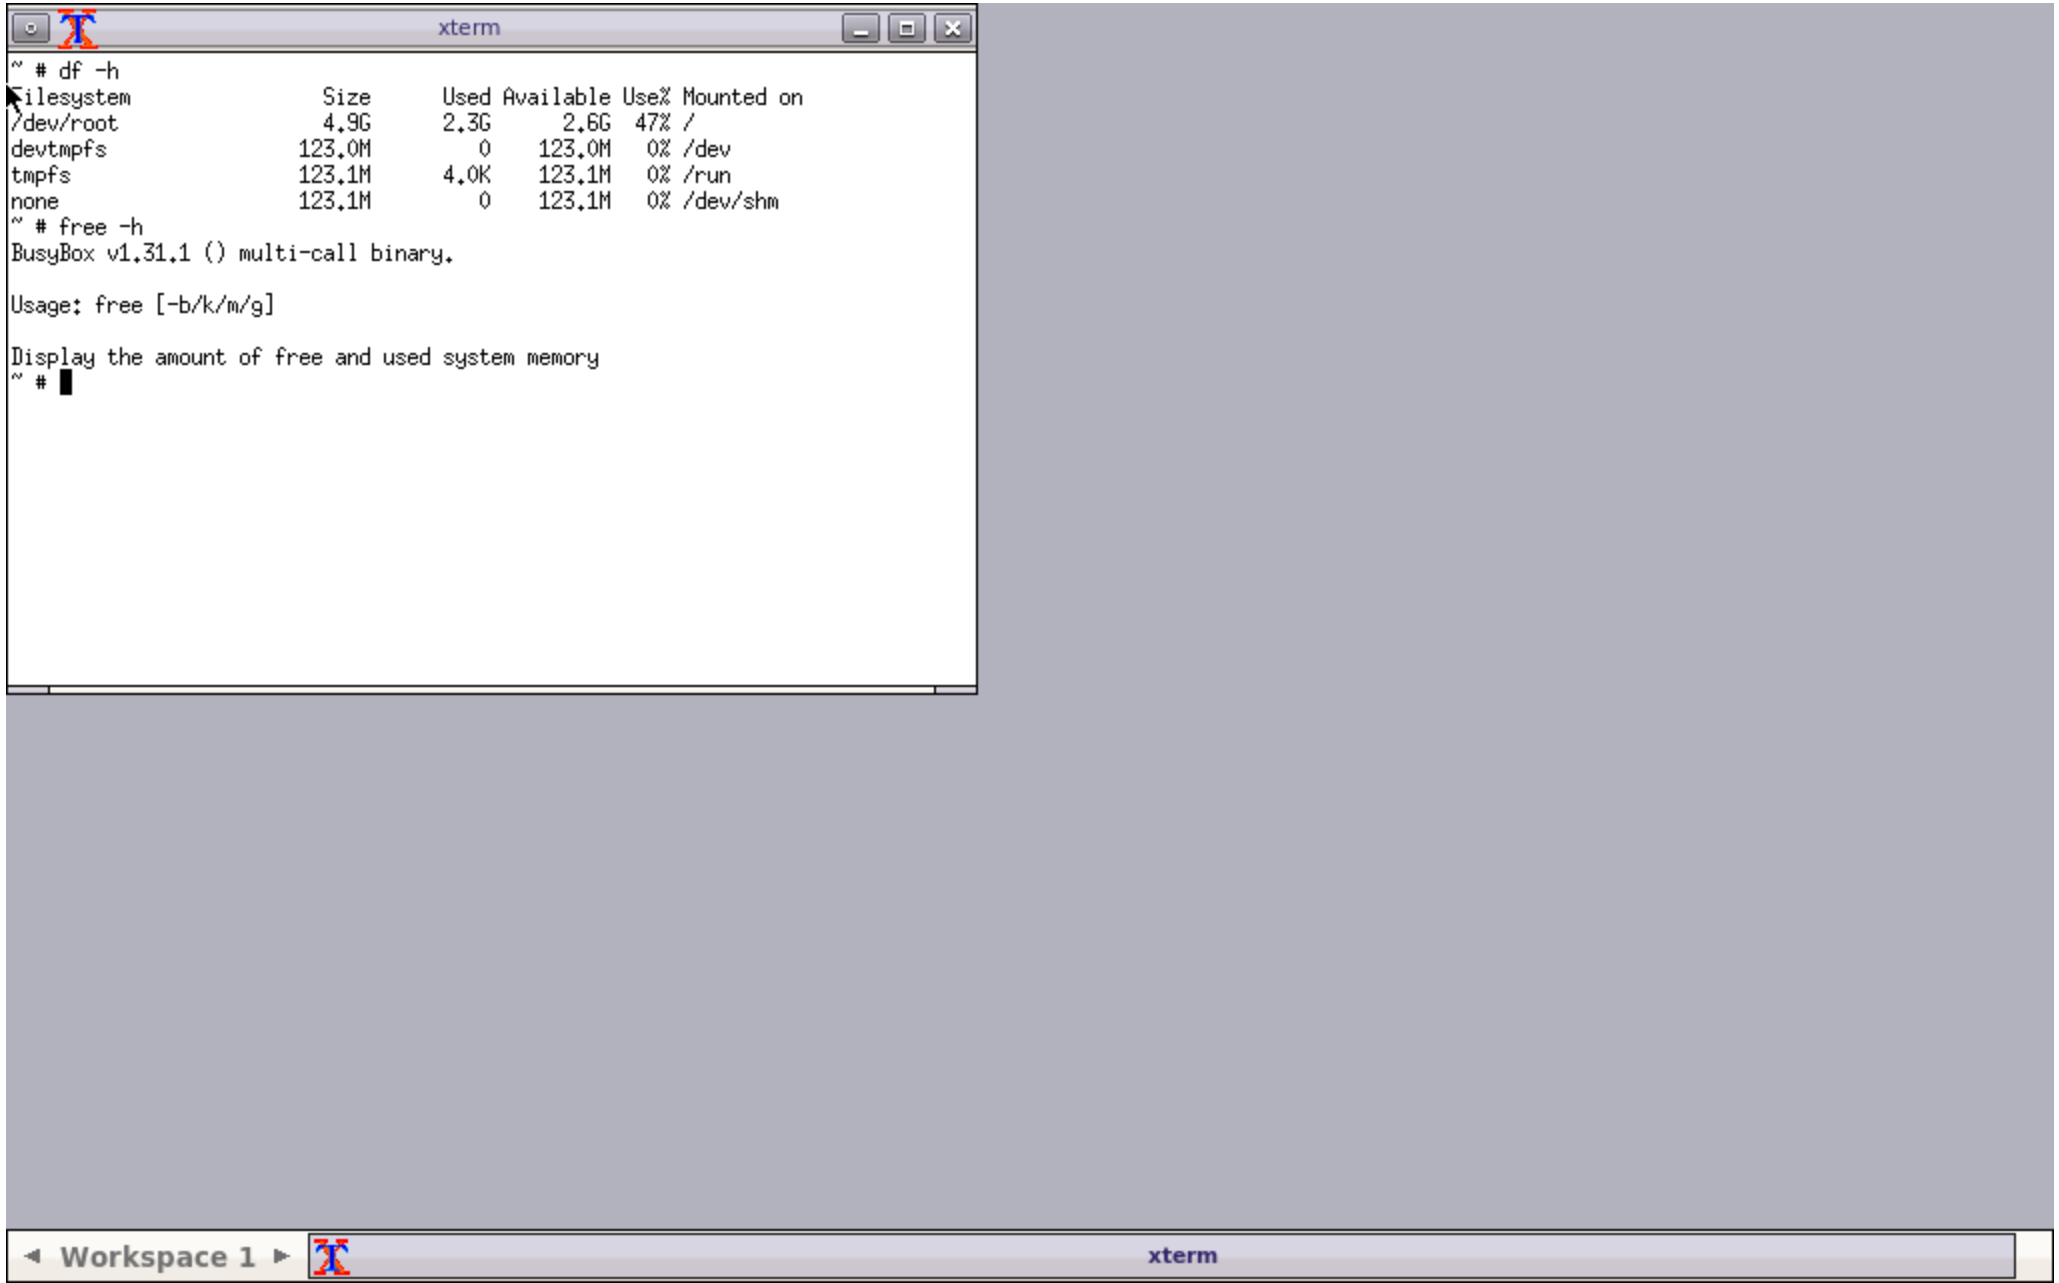 xterm
~ # df -h
Filesystem Size Used Available Use% Mounted on
/dev/root 4.9G 2.3G 2.6G 47% /
devtmpfs 123.0M 0 123.0M 0% /dev
tmpfs 123.1M 4.0K 123.1M 0% /run
none 123.1M 0 123.1M 0% /dev/shm
~ # free -h
BusyBox v1.31.1 () multi-call binary.
Usage: free [-b/k/m/g]
Display the amount of free and used system memory
~ #
Workspace 1
xterm